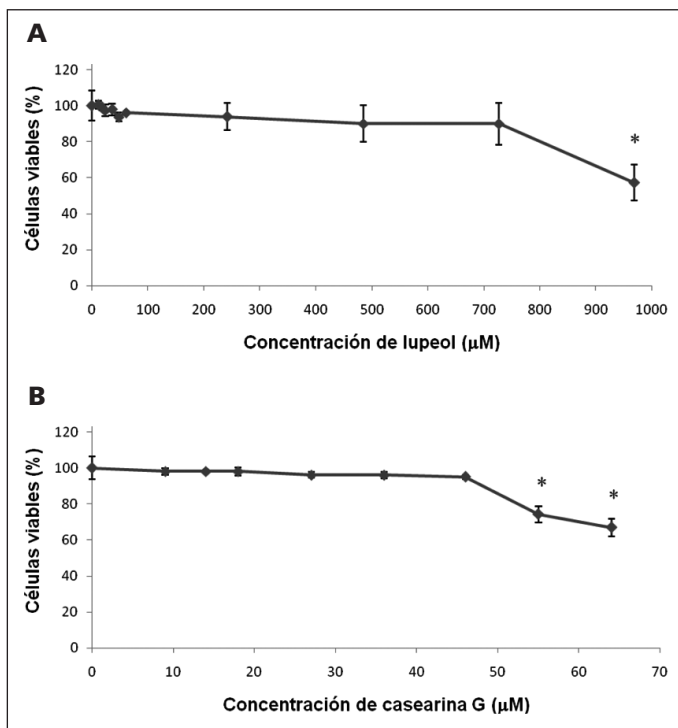 A
120
100
80
60
40
20
0
Células viables (%)
*
0 100 200 300 400 500 600 700 800 900 1000
Concentración de lupeol (µM)
B
120
100
80
60
40
20
0
Células viables (%)
* *
0 10 20 30 40 50 60 70
Concentración de casearina G (µM)